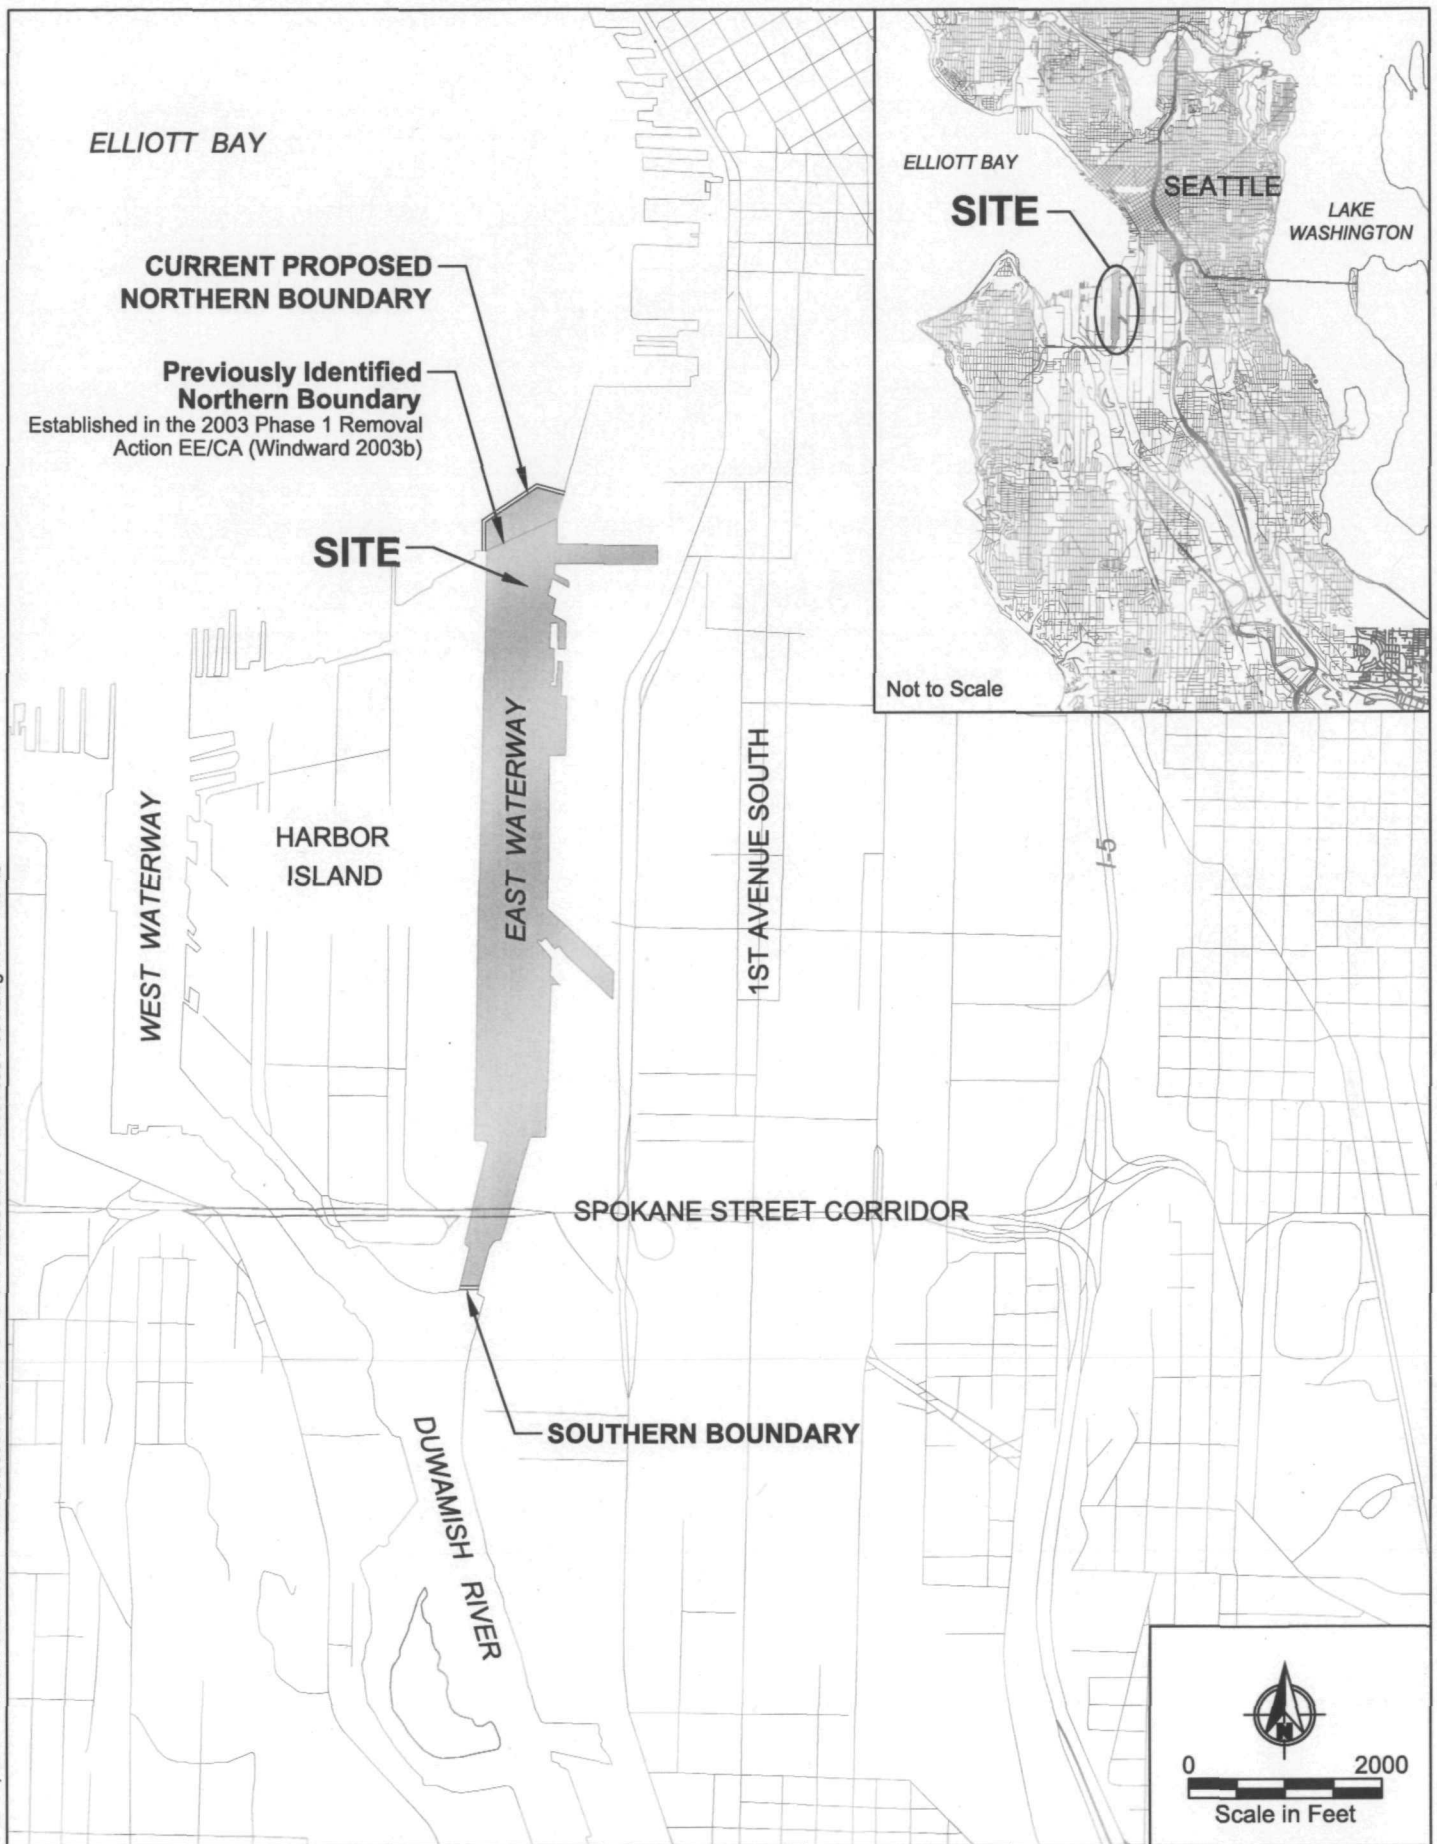 ELLIOTT BAY
CURRENT PROPOSED
NORTHERN BOUNDARY
Previously Identified
Northern Boundary
Established in the 2003 Phase 1 Removal
Action EE/CA (Windward 2003b)
SITE
ELLIOTT BAY
SEATTLE
SITE
LAKE
WASHINGTON
Not to Scale
WEST WATERWAY
HARBOR
ISLAND
EAST WATERWAY
1ST AVENUE SOUTH
I-5
SPOKANE STREET CORRIDOR
SOUTHERN BOUNDARY
DUWAMISH RIVER
N
0 2000
Scale in Feet